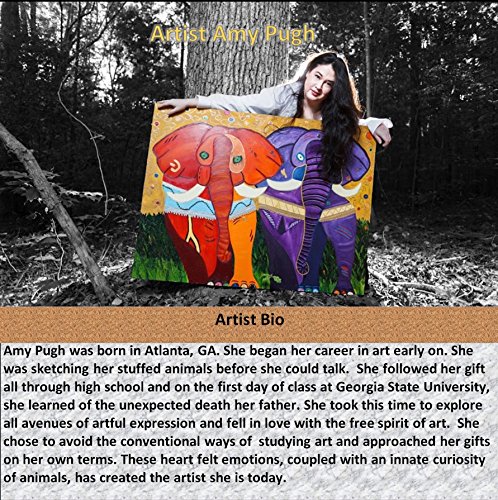 Artist Amy Pugh
Artist Bio
Amy Pugh was born in Atlanta, GA. She began her career in art early on. She
was sketching her stuffed animals before she could talk. She followed her gift
all through high school and on the first day of class at Georgia State University,
she learned of the unexpected death her father. She took this time to explore
all avenues of artful expression and fell in love with the free spirit of art. She
chose to avoid the conventional ways of studying art and approached her gifts
on her own terms. These heart felt emotions, coupled with an innate curiosity
of animals, has created the artist she is today.